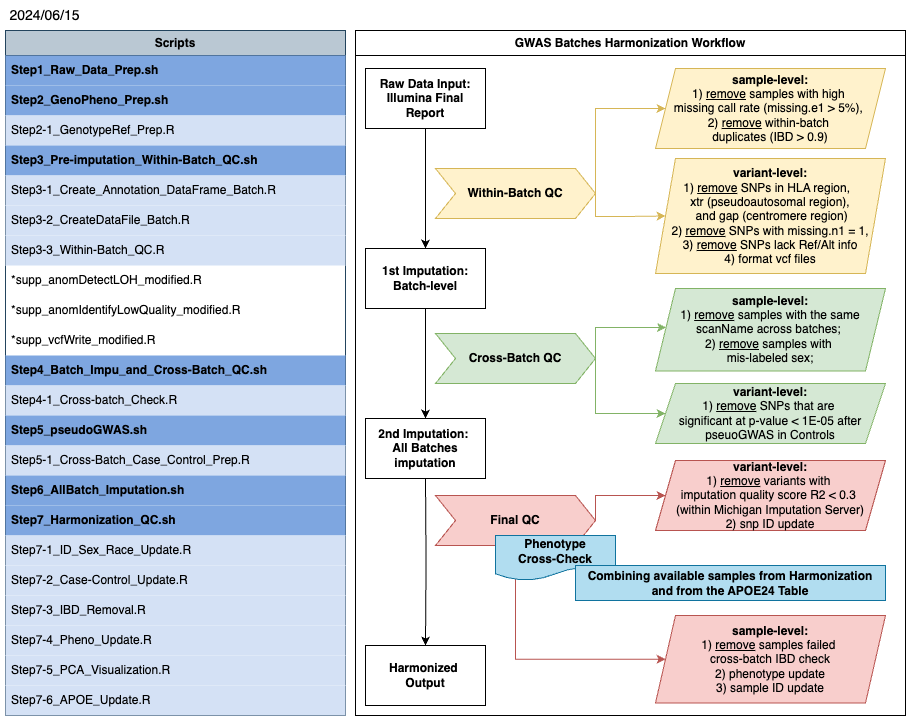 2024/06/15
Scripts
Step1_Raw_Data_Prep.sh
Step2_GenoPheno_Prep.sh
Step2-1_GenotypeRef_Prep.R
Step3_Pre-imputation_Within-Batch_QC.sh
Step3-1_Create_Annotation_DataFrame_Batch.R
Step3-2_CreateDataFile_Batch.R
Step3-3_Within-Batch_QC.R
*supp_anomDetectLOH_modified.R
*supp_anomIdentifyLowQuality_modified.R
*supp_vcfWrite_modified.R
Step4_Batch_Impu_and_Cross-Batch_QC.sh
Step4-1_Cross-batch_Check.R
Step5_pseudoGWAS.sh
Step5-1_Cross-Batch_Case_Control_Prep.R
Step6_AllBatch_Imputation.sh
Step7_Harmonization_QC.sh
Step7-1_ID_Sex_Race_Update.R
Step7-2_Case-Control_Update.R
Step7-3_IBD_Removal.R
Step7-4_Pheno_Update.R
Step7-5_PCA_Visualization.R
Step7-6_APOE_Update.R
GWAS Batches Harmonization Workflow
Raw Data Input:
Illumina Final
Report
Within-Batch QC
sample-level:
1) remove samples with high
missing call rate (missing.e1 > 5%),
2) remove within-batch
duplicates (IBD > 0.9)
variant-level:
1) remove SNPs in HLA region,
xtr (pseudoautosomal region),
and gap (centromere region)
2) remove SNPs with missing.n1 = 1,
3) remove SNPs lack Ref/Alt info
4) format vcf files
1st Imputation:
Batch-level
Cross-Batch QC
sample-level:
1) remove samples with the same
scanName across batches;
2) remove samples with
mis-labeled sex;
variant-level:
1) remove SNPs that are
significant at p-value < 1E-05 after
pseuoGWAS in Controls
2nd Imputation:
All Batches
imputation
Final QC
variant-level:
1) remove variants with
imputation quality score R2 < 0.3
(within Michigan Imputation Server)
2) snp ID update
Phenotype
Cross-Check
Combining available samples from Harmonization
and from the APOE24 Table
sample-level:
1) remove samples failed
cross-batch IBD check
2) phenotype update
3) sample ID update
Harmonized
Output